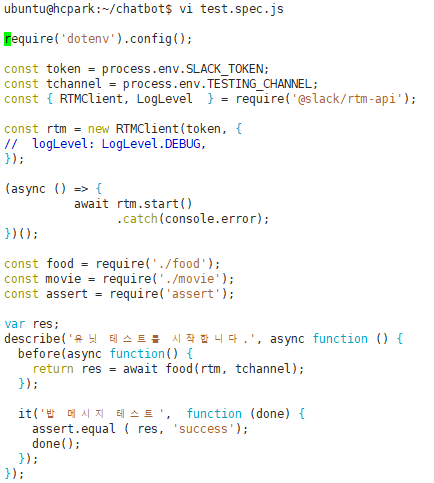 ubuntu@hcpark:~/chatbot$ vi test.spec.js
require('dotenv').config();
const token = process.env.SLACK_TOKEN;
const tchannel = process.env.TESTING_CHANNEL;
const { RTMClient, LogLevel  } = require('@slack/rtm-api');
const rtm = new RTMClient(token, {
//  logLevel: LogLevel.DEBUG,
});
(async () => {
          await rtm.start()
                .catch(console.error);
})();
const food = require('./food');
const movie = require('./movie');
const assert = require('assert');
var res;
describe('유닛 테스트를 시작합니다.', async function () {
  before(async function() {
    return res = await food(rtm, tchannel);
  });
  it('밥 메시지 테스트',  function (done) {
    assert.equal ( res, 'success');
    done();
  });
});